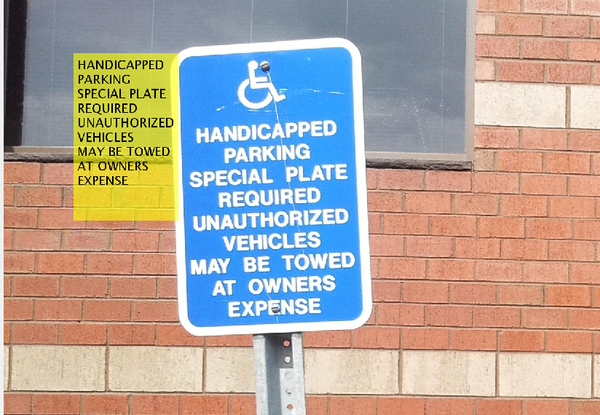 HANDICAPPED
PARKING
SPECIAL PLATE
REQUIRED
UNAUTHORIZED
VEHICLES
MAY BE TOWED
AT OWNERS
EXPENSE
HANDICAPPED
PARKING
SPECIAL PLATE
REQUIRED
UNAUTHORIZED
VEHICLES
MAY BE TOWED
AT OWNERS
EXPENSE